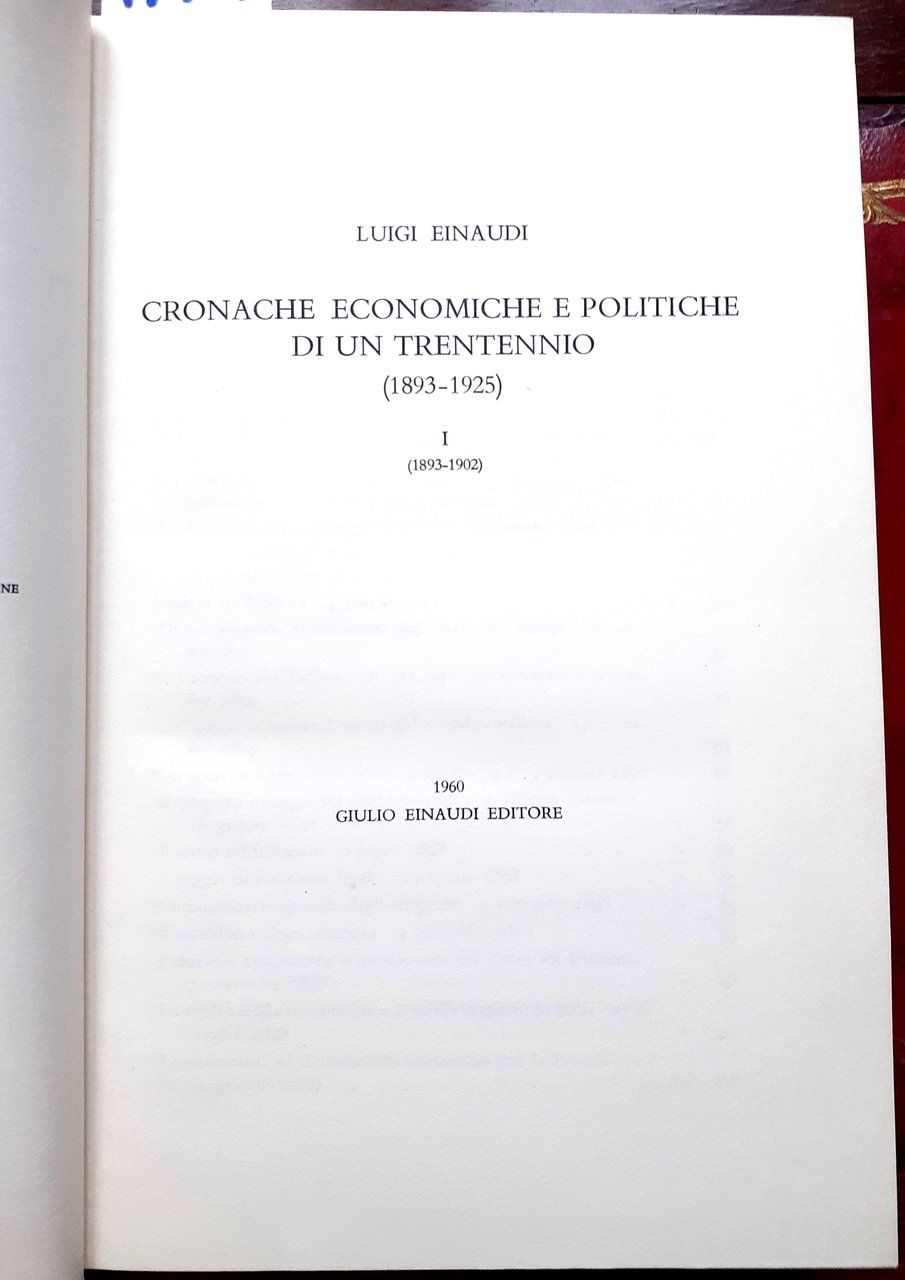 LUIGI EINAUDI
CRONACHE ECONOMICHE E POLITICHE
DI UN TRENTENNIO
(1893-1925)
I
(1893-1902)
NE
1960
GIULIO EINAUDI EDITORE